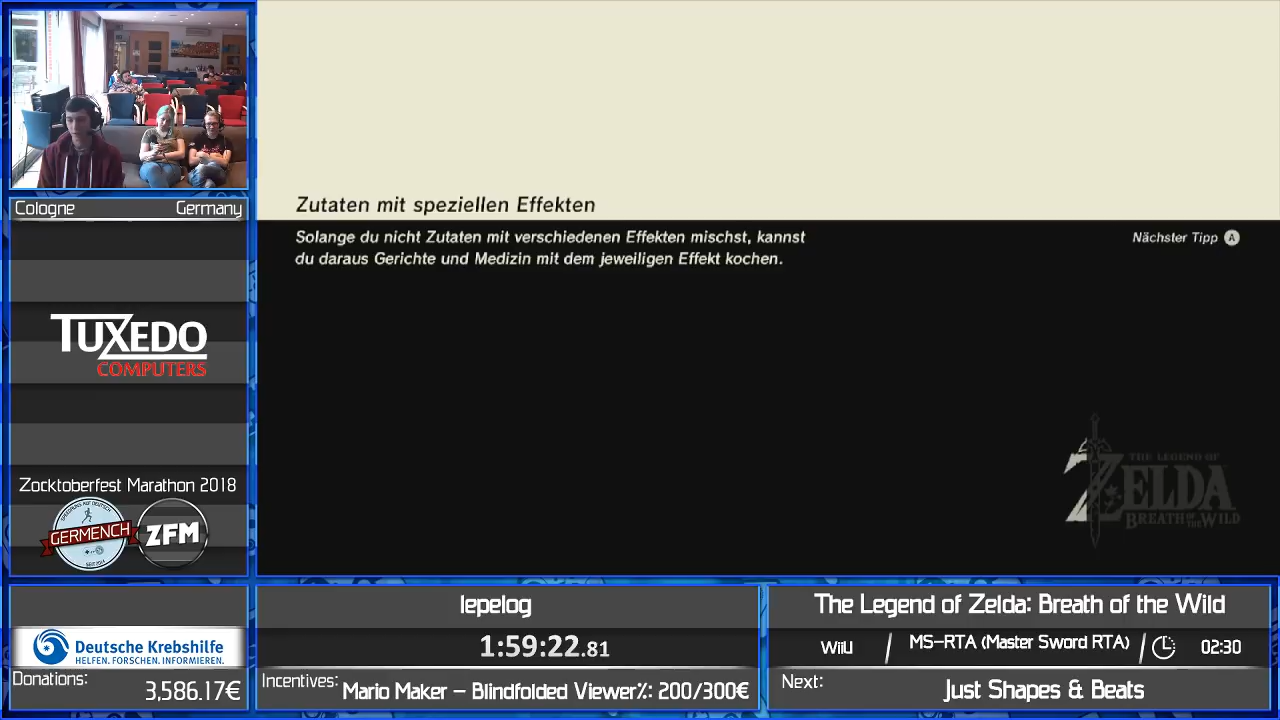 Zutaten mit speziellen Effekten
Solange du nicht Zutaten mit verschiedenen Effekten mischst, kannst
du daraus Gerichte und Medizin mit dem jeweiligen Effekt kochen.
Nächster Tipp A
THE LEGEND OF
ZELDA
BREATH OF THE WILD
Cologne Germany
TUXEDO
COMPUTERS
Zocktoberfest Marathon 2018
GERMENCH
ZFM
Deutsche Krebshilfe
HELFEN. FORSCHEN. INFORMIEREN.
Donations: 3,586.17€
lepelog
1:59:22.81
Incentives: Mario Maker – Blindfolded Viewer%: 200/300€
The Legend of Zelda: Breath of the Wild
WiiU / MS-RTA (Master Sword RTA) / 02:30
Next: Just Shapes & Beats